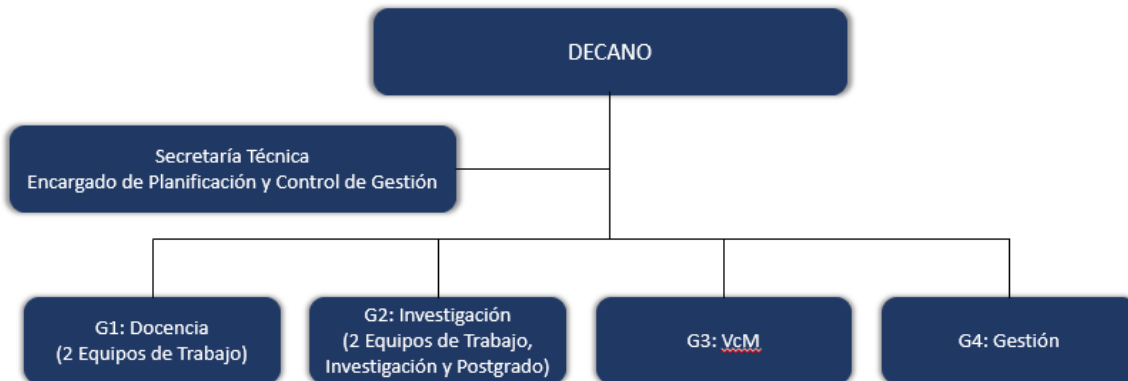 DECANO
Secretaría Técnica
Encargado de Planificación y Control de Gestión
G1: Docencia
(2 Equipos de Trabajo)
G2: Investigación
(2 Equipos de Trabajo,
Investigación y Postgrado)
G3: VcM
G4: Gestión